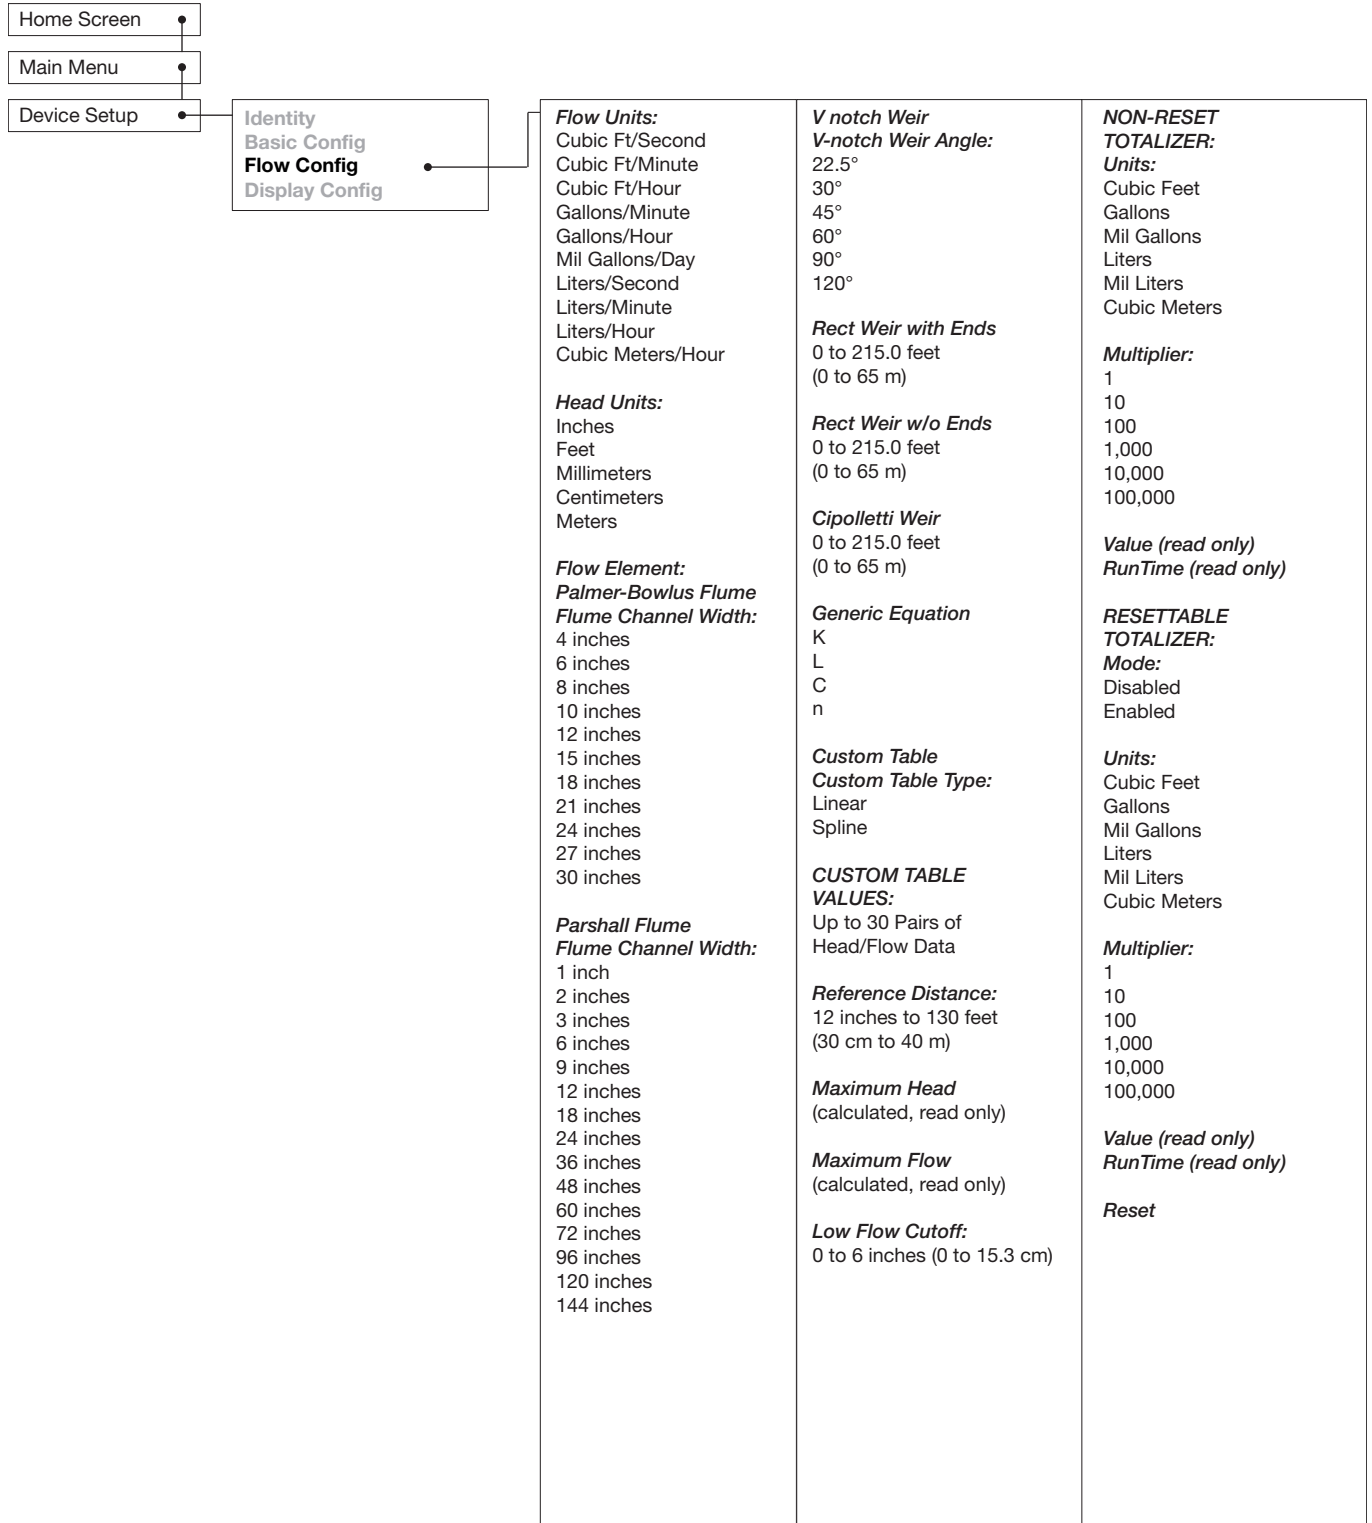 Home Screen
Main Menu
Device Setup
Identity
Basic Config
Flow Config
Display Config
Flow Units:
Cubic Ft/Second
Cubic Ft/Minute
Cubic Ft/Hour
Gallons/Minute
Gallons/Hour
Mil Gallons/Day
Liters/Second
Liters/Minute
Liters/Hour
Cubic Meters/Hour
Head Units:
Inches
Feet
Millimeters
Centimeters
Meters
Flow Element:
Palmer-Bowlus Flume
Flume Channel Width:
4 inches
6 inches
8 inches
10 inches
12 inches
15 inches
18 inches
21 inches
24 inches
27 inches
30 inches
Parshall Flume
Flume Channel Width:
1 inch
2 inches
3 inches
6 inches
9 inches
12 inches
18 inches
24 inches
36 inches
48 inches
60 inches
72 inches
96 inches
120 inches
144 inches
V notch Weir
V-notch Weir Angle:
22.5°
30°
45°
60°
90°
120°
Rect Weir with Ends
0 to 215.0 feet
(0 to 65 m)
Rect Weir w/o Ends
0 to 215.0 feet
(0 to 65 m)
Cipolletti Weir
0 to 215.0 feet
(0 to 65 m)
Generic Equation
K
L
C
n
Custom Table
Custom Table Type:
Linear
Spline
CUSTOM TABLE
VALUES:
Up to 30 Pairs of
Head/Flow Data
Reference Distance:
12 inches to 130 feet
(30 cm to 40 m)
Maximum Head
(calculated, read only)
Maximum Flow
(calculated, read only)
Low Flow Cutoff:
0 to 6 inches (0 to 15.3 cm)
NON-RESET
TOTALIZER:
Units:
Cubic Feet
Gallons
Mil Gallons
Liters
Mil Liters
Cubic Meters
Multiplier:
1
10
100
1,000
10,000
100,000
Value (read only)
RunTime (read only)
RESETTABLE
TOTALIZER:
Mode:
Disabled
Enabled
Units:
Cubic Feet
Gallons
Mil Gallons
Liters
Mil Liters
Cubic Meters
Multiplier:
1
10
100
1,000
10,000
100,000
Value (read only)
RunTime (read only)
Reset